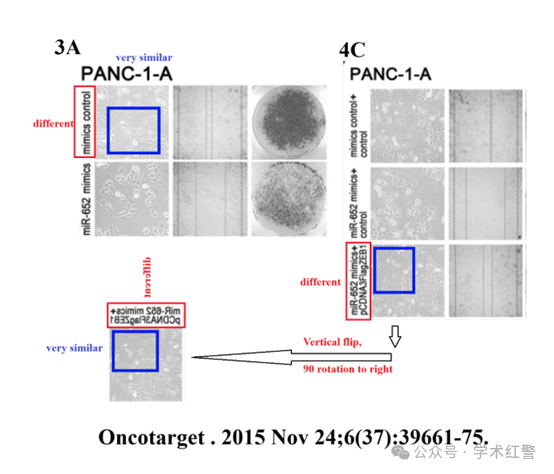 3A
very similar
PANC-1-A
different
mimics control
miR-652 mimics
4C
PANC-1-A
mimics control+
control
miR-652 mimics+
control
different
miR-652 mimics+
pCDNA3FlagZEB1
different
miR-652 mimics+
pCDNA3FlagZEB1
very similar
Vertical flip,
90 rotation to right
Oncotarget . 2015 Nov 24;6(37):39661-75.
公众号 · 学术红警